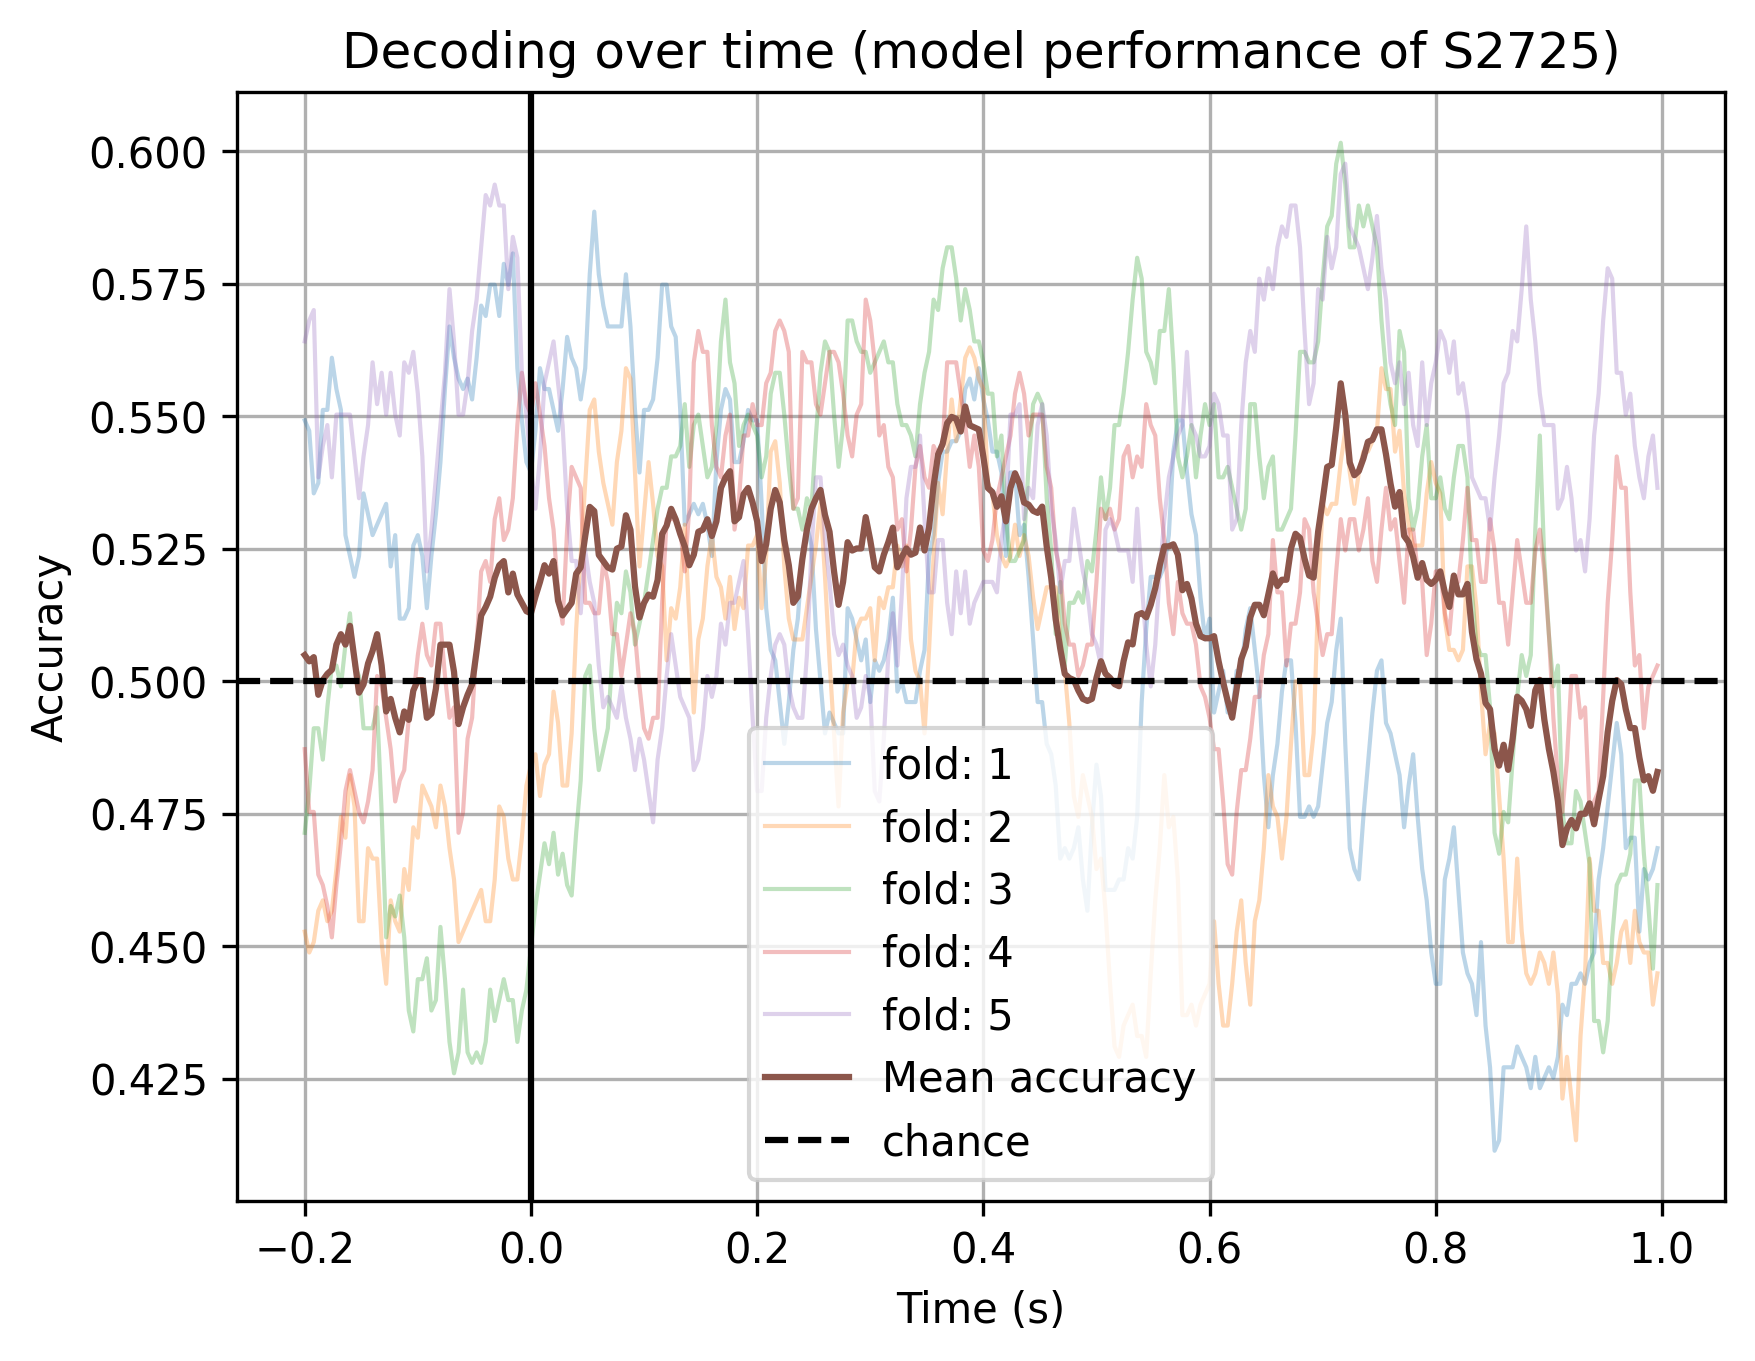 Decoding over time (model performance of S2725)
Accuracy
0.600
0.575
0.550
0.525
0.500
0.475
0.450
0.425
fold: 1
fold: 2
fold: 3
fold: 4
fold: 5
Mean accuracy
chance
−0.2 0.0 0.2 0.4 0.6 0.8 1.0
Time (s)